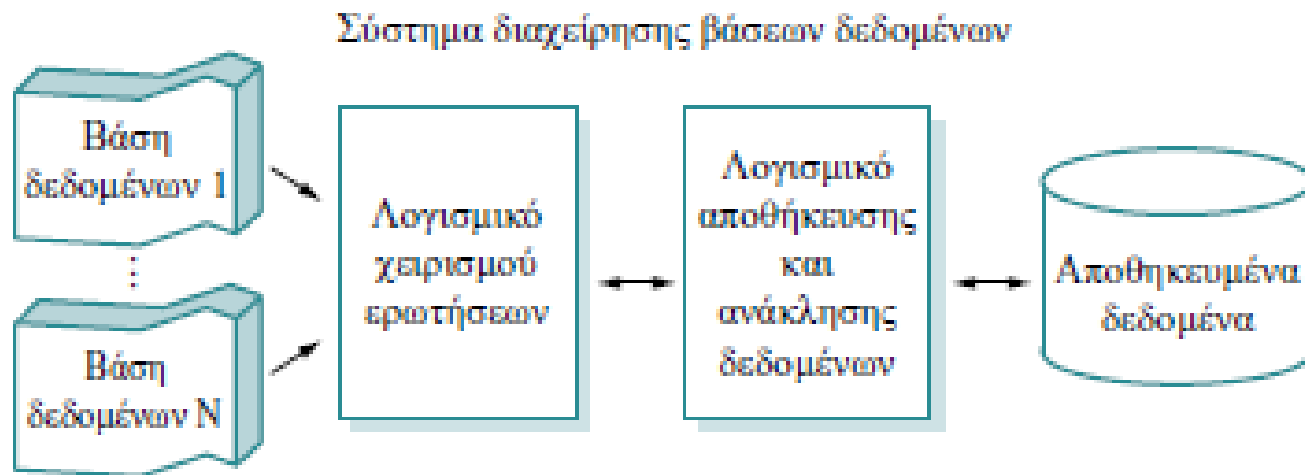 Σύστημα διαχείρησης βάσεων δεδομένων
Βάση
δεδομένων 1
Βάση
δεδομένων Ν
Λογισμικό
χειρισμού
ερωτήσεων
Λογισμικό
αποθήκευσης
και
ανάκλησης
δεδομένων
Αποθηκευμένα
δεδομένα